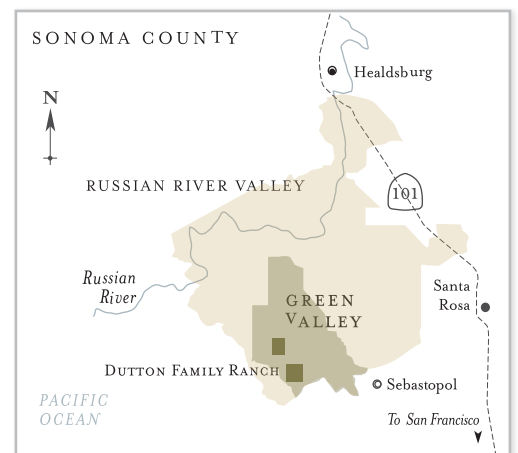 SONOMA COUNTY
Healdsburg
N
RUSSIAN RIVER VALLEY
101
Russian
River
Santa
Rosa
GREEN
VALLEY
DUTTON FAMILY RANCH
© Sebastopol
PACIFIC
OCEAN
To San Francisco